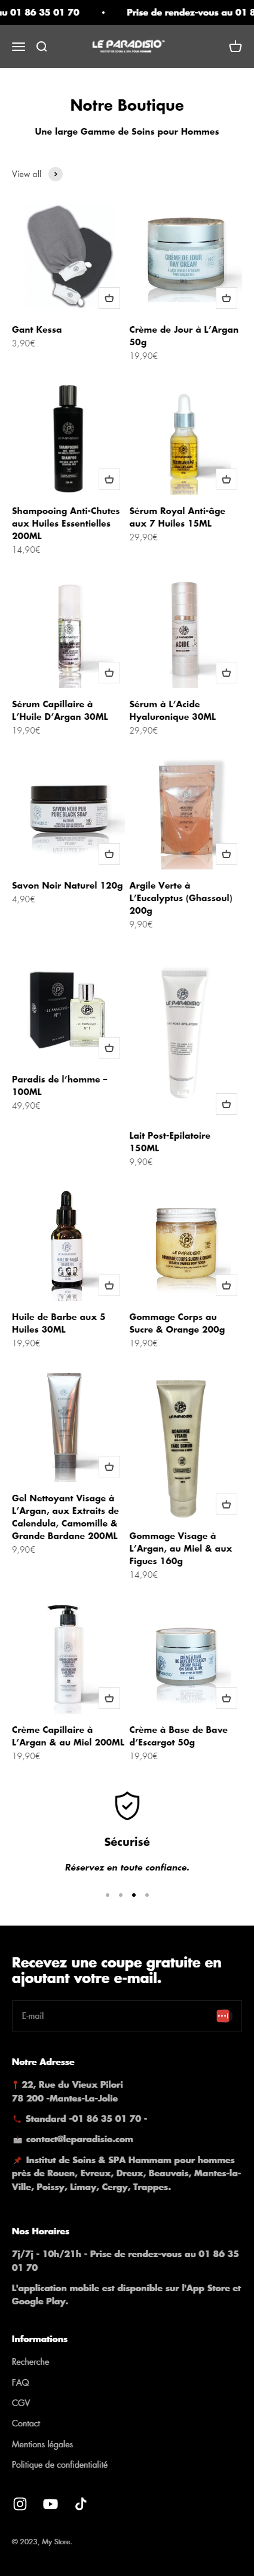 au 01 86 35 01 70 • Prise de rendez-vous au 01 8
LE PARADISIO
Notre Boutique
Une large Gamme de Soins pour Hommes
View all
Gant Kessa
3,90€
Crème de Jour à L'Argan
50g
19,90€
Shampooing Anti-Chutes
aux Huiles Essentielles
200ML
14,90€
Sérum Royal Anti-âge
aux 7 Huiles 15ML
29,90€
Sérum Capillaire à
L'Huile D'Argan 30ML
19,90€
Sérum à L'Acide
Hyaluronique 30ML
29,90€
Savon Noir Naturel 120g
4,90€
Argile Verte à
L'Eucalyptus (Ghassoul)
200g
9,90€
Paradis de l'homme –
100ML
49,90€
Lait Post-Epilatoire
150ML
9,90€
Huile de Barbe aux 5
Huiles 30ML
19,90€
Gommage Corps au
Sucre & Orange 200g
19,90€
Gel Nettoyant Visage à
L'Argan, aux Extraits de
Calendula, Camomille &
Grande Bardane 200ML
9,90€
Gommage Visage à
L'Argan, au Miel & aux
Figues 160g
14,90€
Crème Capillaire à
L'Argan & au Miel 200ML
19,90€
Crème à Base de Bave
d'Escargot 50g
19,90€
Sécurisé
Réservez en toute confiance.
Recevez une coupe gratuite en
ajoutant votre e-mail.
E-mail
Notre Addresse
22, Rue du Vieux Pilori
78 200 -Mantes-La-Jolie
Standard -01 86 35 01 70 -
contact@leparadisio.com
Institut de Soins & SPA Hammam pour hommes
près de Rouen, Evreux, Dreux, Beauvais, Mantes-la-
Ville, Poissy, Limay, Cergy, Trappes.
Nos Horaires
7j/7j - 10h/21h - Prise de rendez-vous au 01 86 35
01 70
L'application mobile est disponible sur l'App Store et
Google Play.
Informations
Recherche
FAQ
CGV
Contact
Mentions légales
Politique de confidentialité
© 2023, My Store.